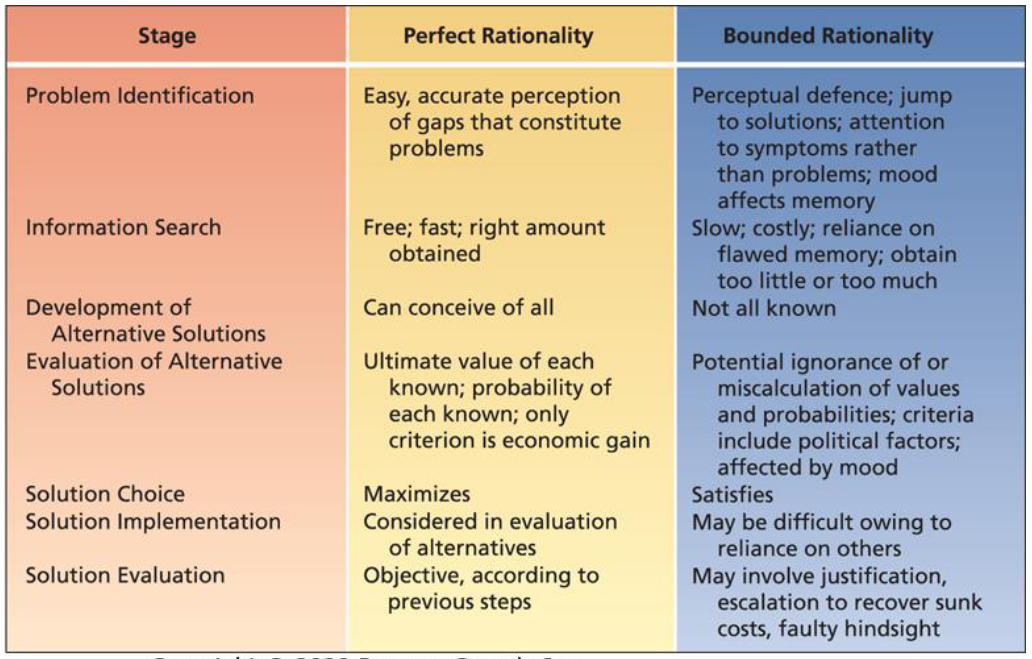 Stage Perfect Rationality Bounded Rationality
Problem Identification
Easy, accurate perception
of gaps that constitute
problems
Perceptual defence; jump
to solutions; attention
to symptoms rather
than problems; mood
affects memory
Information Search
Free; fast; right amount
obtained
Slow; costly; reliance on
flawed memory; obtain
too little or too much
Development of
Alternative Solutions
Can conceive of all
Not all known
Evaluation of Alternative
Solutions
Ultimate value of each
known; probability of
each known; only
criterion is economic gain
Potential ignorance of or
miscalculation of values
and probabilities; criteria
include political factors;
affected by mood
Solution Choice
Maximizes
Satisfies
Solution Implementation
Considered in evaluation
of alternatives
May be difficult owing to
reliance on others
Solution Evaluation
Objective, according to
previous steps
May involve justification,
escalation to recover sunk
costs, faulty hindsight